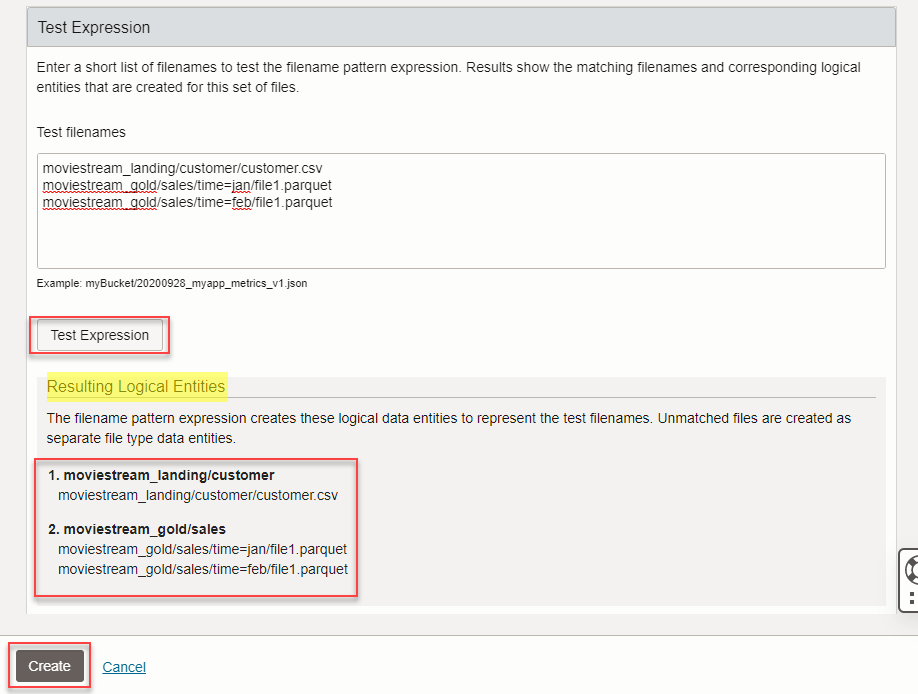 Test Expression
Enter a short list of filenames to test the filename pattern expression. Results show the matching filenames and corresponding logical
entities that are created for this set of files.
Test filenames
moviestream_landing/customer/customer.csv
moviestream_gold/sales/time=jan/file1.parquet
moviestream_gold/sales/time=feb/file1.parquet
Example: myBucket/20200928_myapp_metrics_v1.json
Test Expression
Resulting Logical Entities
The filename pattern expression creates these logical data entities to represent the test filenames. Unmatched files are created as
separate file type data entities.
1. moviestream_landing/customer
moviestream_landing/customer/customer.csv
2. moviestream_gold/sales
moviestream_gold/sales/time=jan/file1.parquet
moviestream_gold/sales/time=feb/file1.parquet
Create Cancel